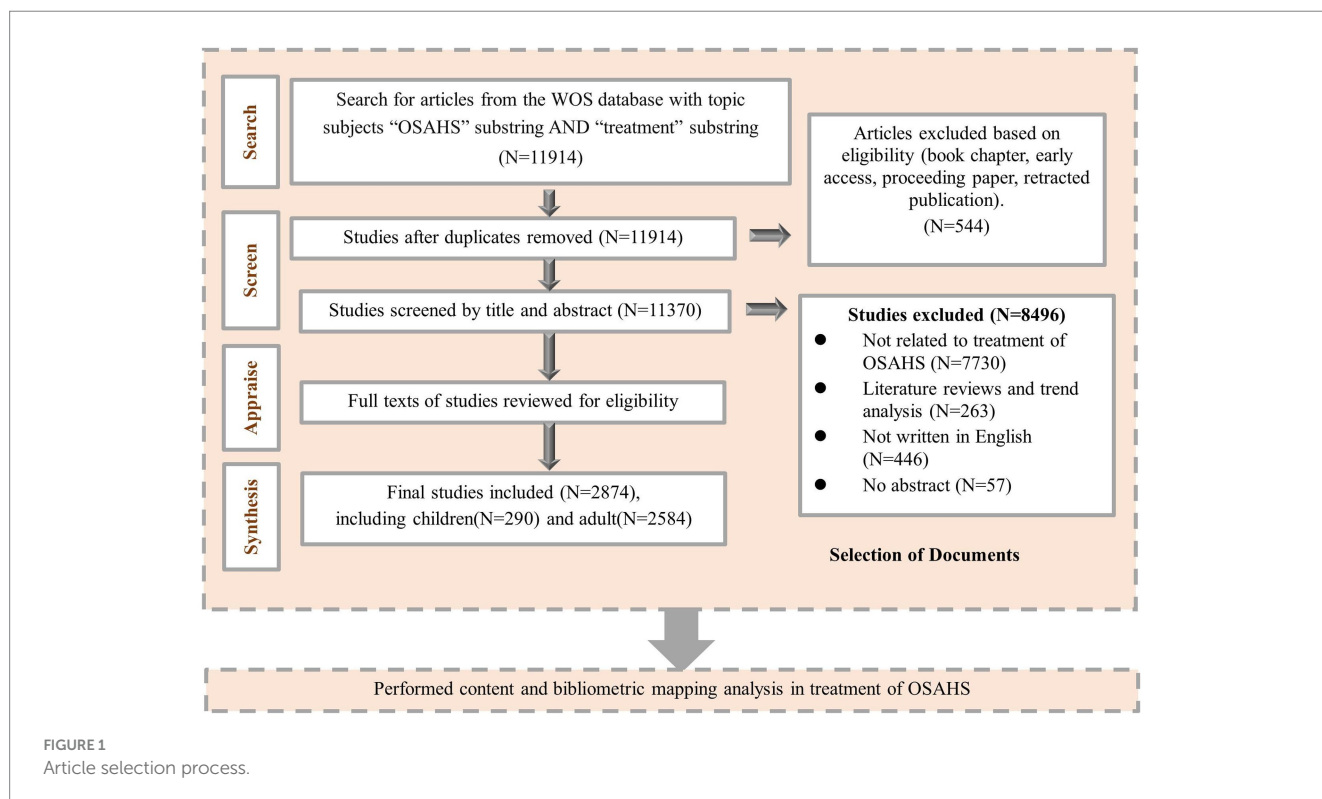 Search
Search for articles from the WOS database with topic
subjects “OSAHS” substring AND “treatment” substring
(N=11914)
Articles excluded based on
eligibility (book chapter, early
access, proceeding paper, retracted
publication).
(N=544)
Screen
Studies after duplicates removed (N=11914)
Studies screened by title and abstract (N=11370)
Studies excluded (N=8496)
● Not related to treatment of
OSAHS (N=7730)
● Literature reviews and trend
analysis (N=263)
● Not written in English
(N=446)
● No abstract (N=57)
Appraise
Full texts of studies reviewed for eligibility
Synthesis
Final studies included (N=2874),
including children(N=290) and adult(N=2584)
Selection of Documents
Performed content and bibliometric mapping analysis in treatment of OSAHS
FIGURE 1
Article selection process.